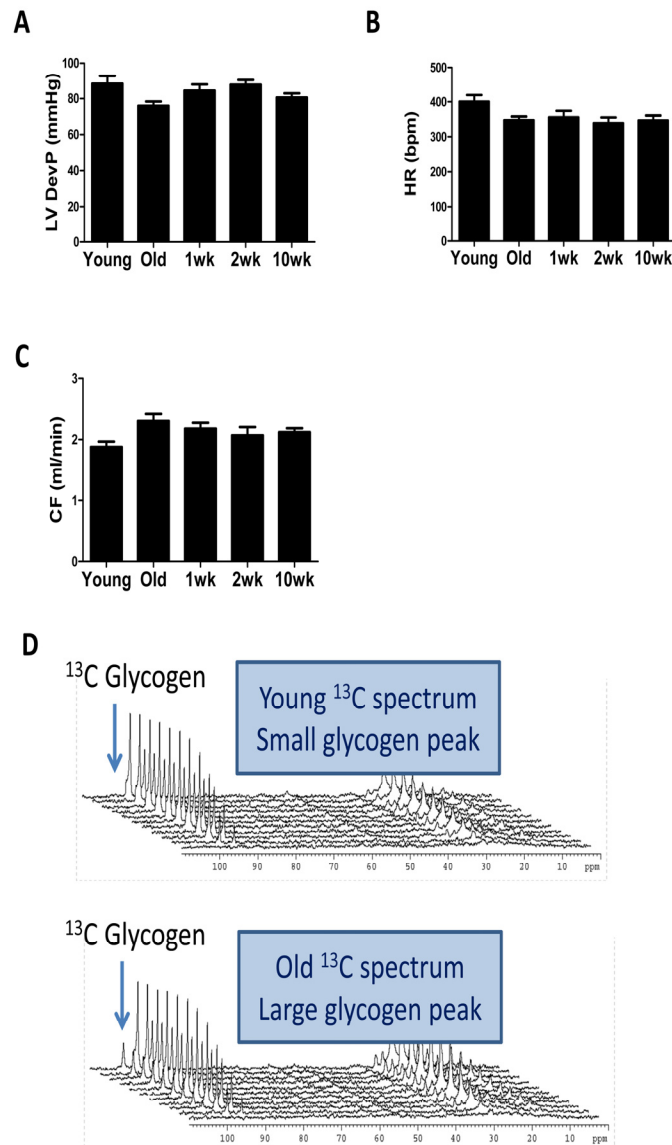 A
LV DevP (mmHg)
100
80
60
40
20
0
Young Old 1wk 2wk 10wk
B
HR (bpm)
500
400
300
200
100
0
Young Old 1wk 2wk 10wk
C
CF (ml/min)
3
2
1
0
Young Old 1wk 2wk 10wk
D
¹³C Glycogen
Young ¹³C spectrum
Small glycogen peak
100 90 80 70 60 50 40 30 20 10 ppm
¹³C Glycogen
Old ¹³C spectrum
Large glycogen peak
100 90 80 70 60 50 40 30 20 10 ppm